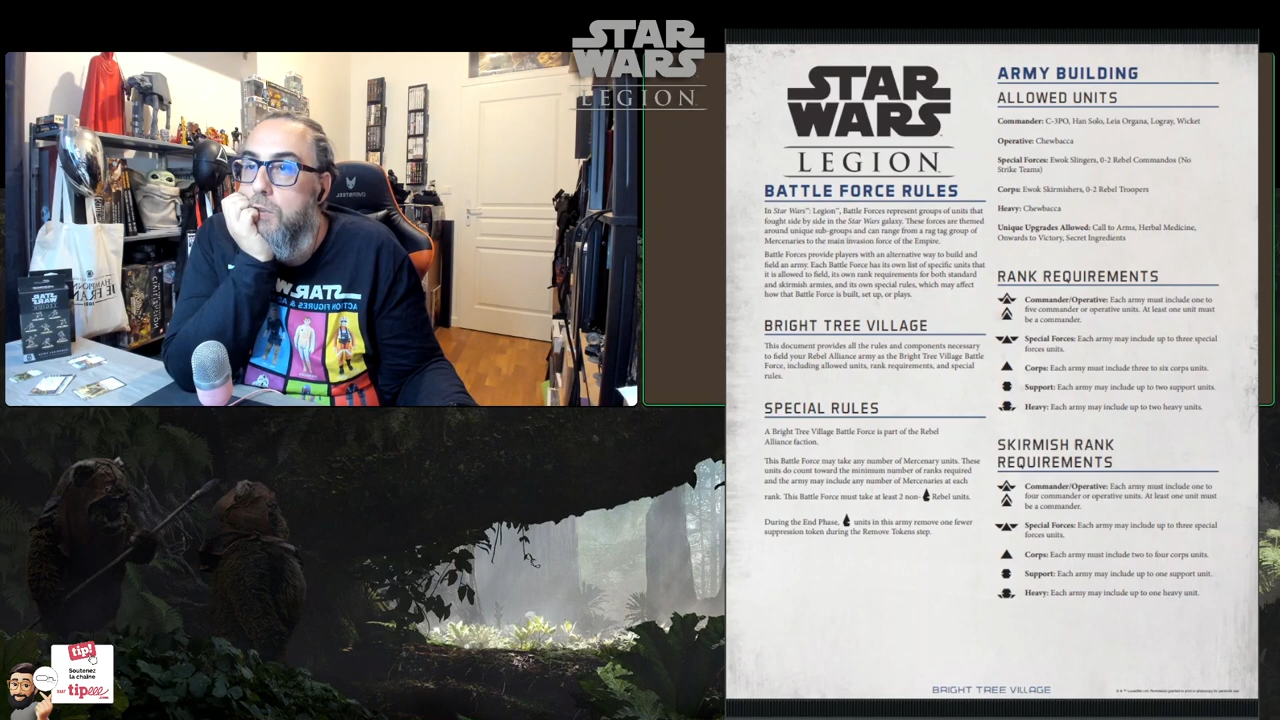 STAR
WARS
LEGION
STAR
WARS
LEGION
BATTLE FORCE RULES
In Star Wars™: Legion™, Battle Forces represent groups of units that
fought side by side in the Star Wars galaxy. These forces are themed
around unique sub-groups and can range from a rag tag group of
Mercenaries to the main invasion force of the Empire.
Battle Forces provide players with an alternative way to build and
field an army. Each Battle Force has its own list of specific units that
it is allowed to field, its own rank requirements for both standard
and skirmish armies, and its own special rules, which may affect
how that Battle Force is built, set up, or plays.
BRIGHT TREE VILLAGE
This document provides all the rules and components necessary
to field your Rebel Alliance army as the Bright Tree Village Battle
Force, including allowed units, rank requirements, and special
rules.
SPECIAL RULES
A Bright Tree Village Battle Force is part of the Rebel
Alliance faction.
This Battle Force may take any number of Mercenary units. These
units do count toward the minimum number of ranks required
and the army may include any number of Mercenaries at each
rank. This Battle Force must take at least 2 non- Rebel units.
During the End Phase, units in this army remove one fewer
suppression token during the Remove Tokens step.
ARMY BUILDING
ALLOWED UNITS
Commander: C-3PO, Han Solo, Leia Organa, Logray, Wicket
Operative: Chewbacca
Special Forces: Ewok Slingers, 0-2 Rebel Commandos (No
Strike Teams)
Corps: Ewok Skirmishers, 0-2 Rebel Troopers
Heavy: Chewbacca
Unique Upgrades Allowed: Call to Arms, Herbal Medicine,
Onwards to Victory, Secret Ingredients
RANK REQUIREMENTS
Commander/Operative: Each army must include one to
five commander or operative units. At least one unit must
be a commander.
Special Forces: Each army may include up to three special
forces units.
Corps: Each army must include three to six corps units.
Support: Each army may include up to two support units.
Heavy: Each army may include up to two heavy units.
SKIRMISH RANK
REQUIREMENTS
Commander/Operative: Each army must include one to
four commander or operative units. At least one unit must
be a commander.
Special Forces: Each army may include up to three special
forces units.
Corps: Each army must include two to four corps units.
Support: Each army may include up to one support unit.
Heavy: Each army may include up to one heavy unit.
BRIGHT TREE VILLAGE
tip!
Soutenez
la chaîne
sur tipeee
.com
STAR WARS
ACTION FIGURES &